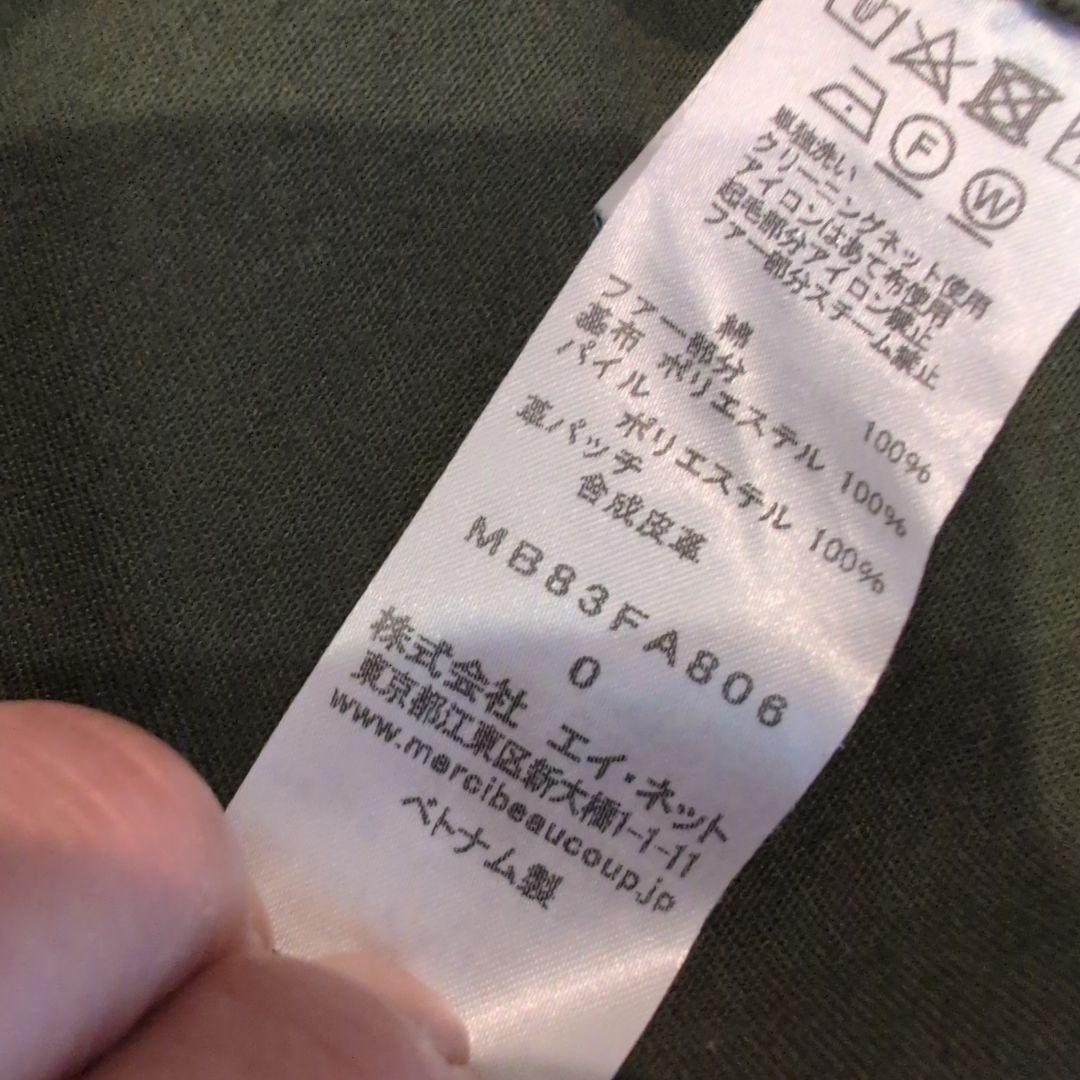 F
W
単独洗い
クリーニングネット使用
アイロンはあて布使用
起毛部分アイロン禁止
ファー部分スチーム禁止
綿 100%
ファー部分
基布 ポリエステル 100%
パイル ポリエステル 100%
革パッチ
合成皮革
MB83FA806
0
株式会社 エイ・ネット
東京都江東区新大橋1-1-11
www.mercibeaucoup.jp
ベトナム製